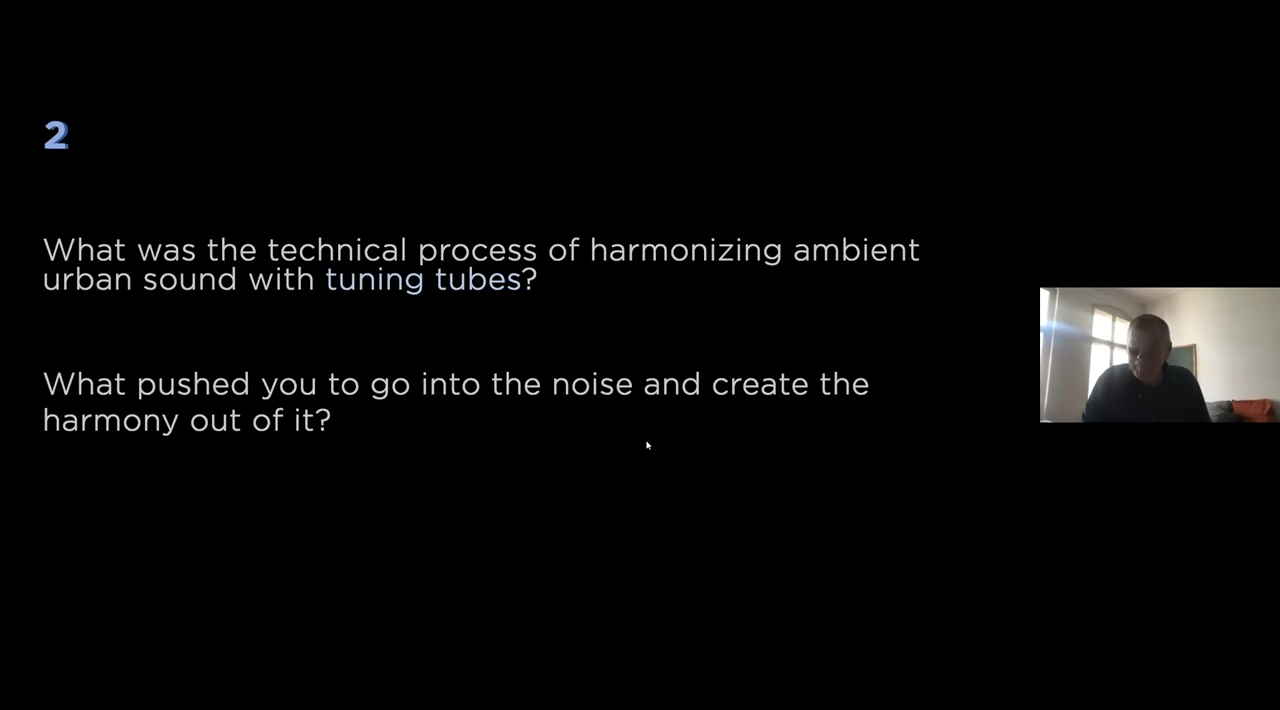 2
What was the technical process of harmonizing ambient
urban sound with tuning tubes?
What pushed you to go into the noise and create the
harmony out of it?